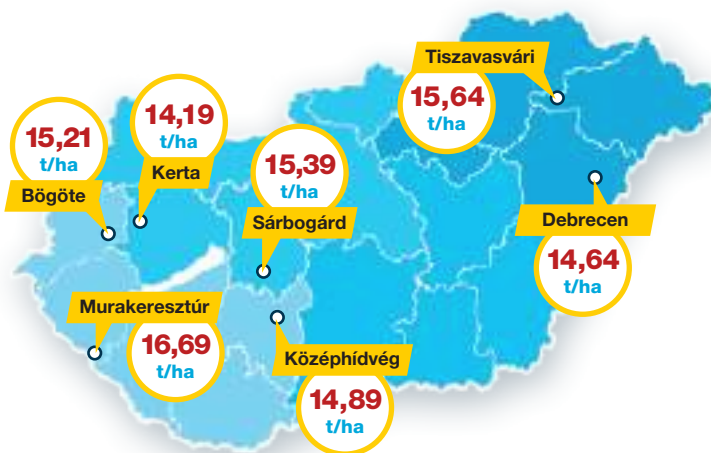 Tiszavasvári
15,64
t/ha
14,19
t/ha
Kerta
15,21
t/ha
Bögöte
15,39
t/ha
Sárbogárd
Debrecen
14,64
t/ha
Murakeresztúr
16,69
t/ha
Középhídvég
14,89
t/ha